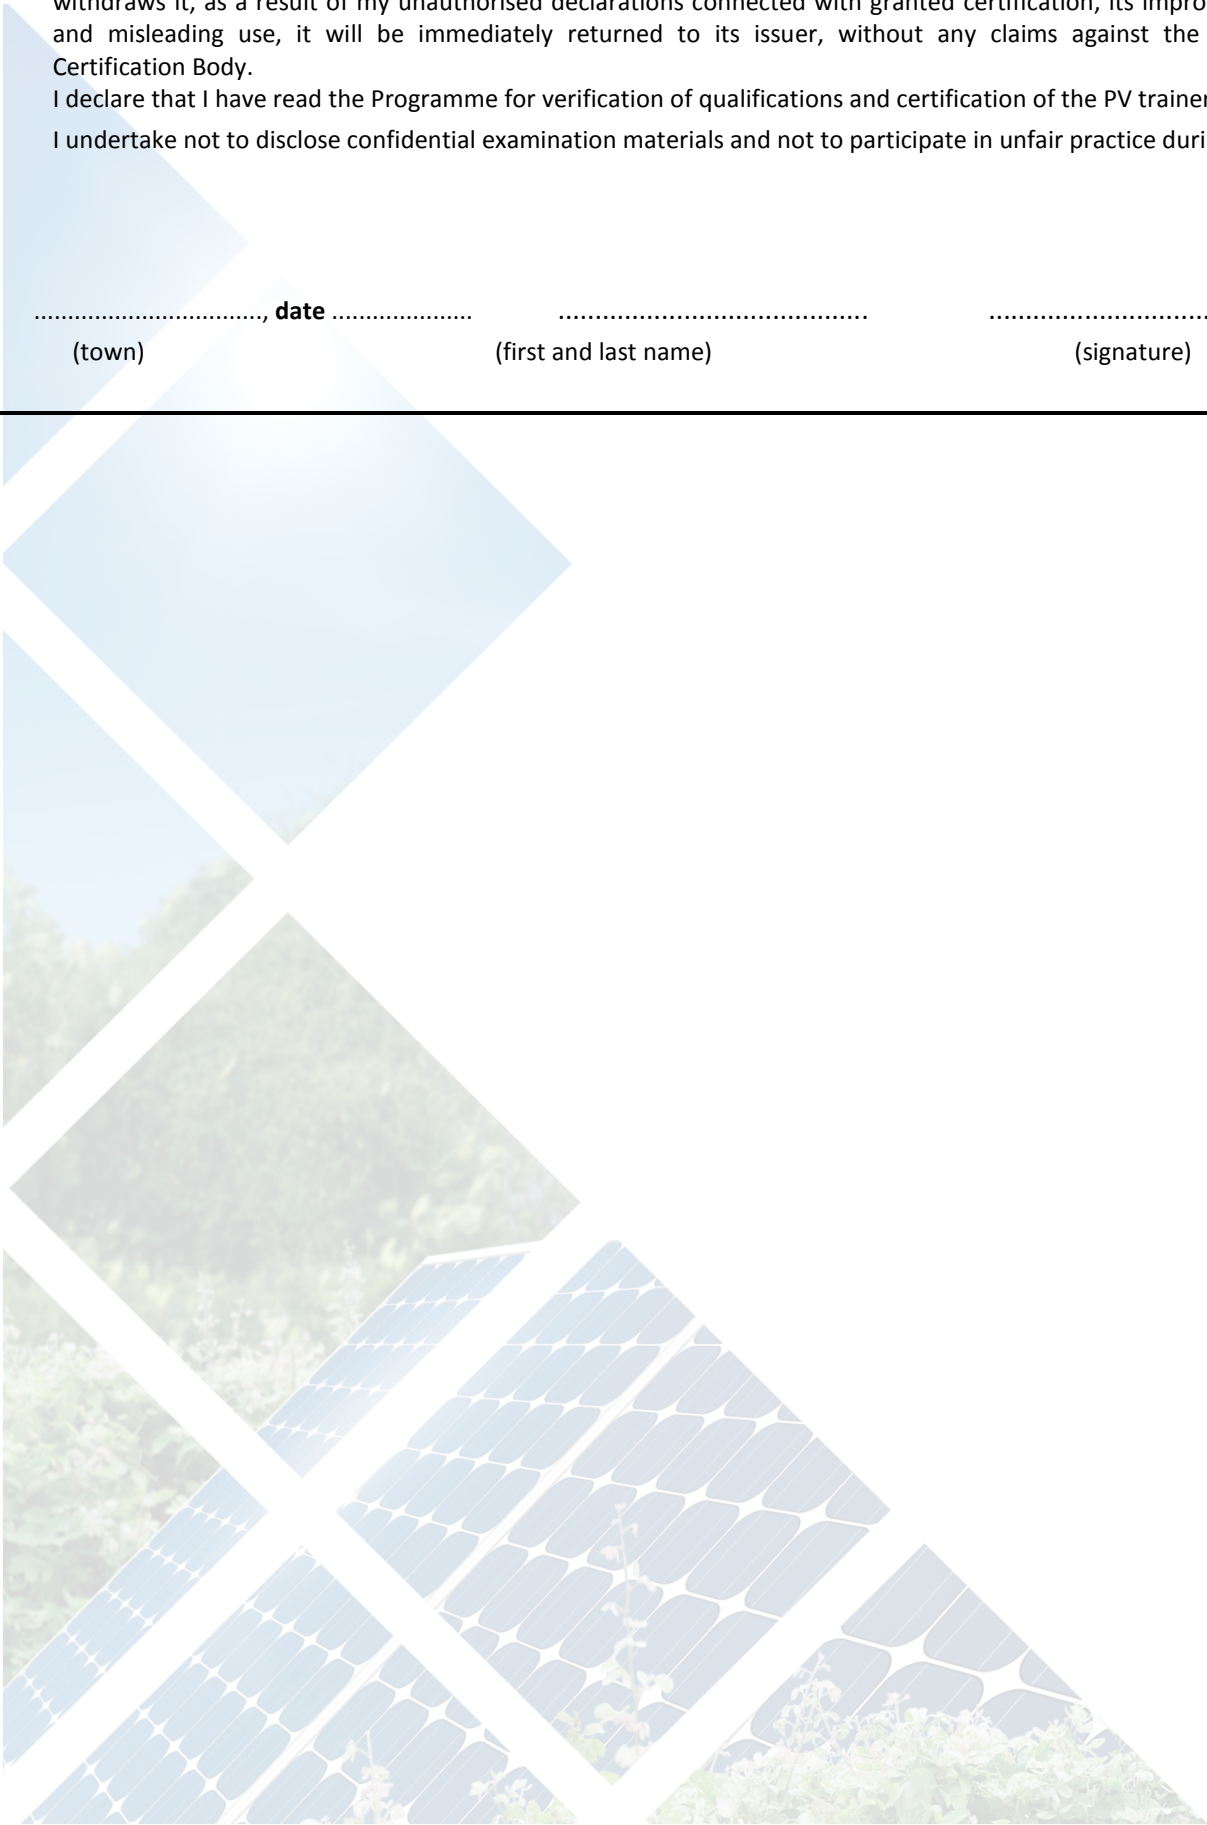 withdraws it, as a result of my unauthorised declarations connected with granted certification, its impro
and misleading use, it will be immediately returned to its issuer, without any claims against the
Certification Body.
I declare that I have read the Programme for verification of qualifications and certification of the PV trainer
I undertake not to disclose confidential examination materials and not to participate in unfair practice duri
................................., date ..................... .......................................... ..............................
(town) (first and last name) (signature)